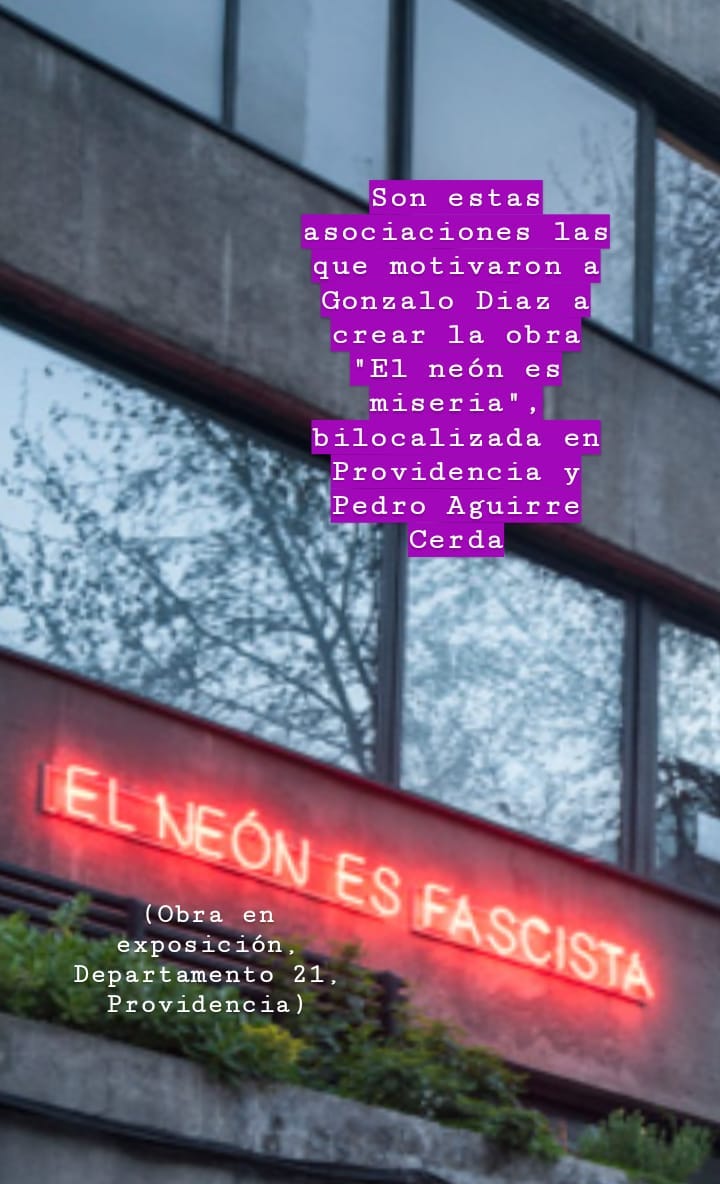 Son estas
asociaciones las
que motivaron a
Gonzalo Diaz a
crear la obra
"El neón es
miseria",
bilocalizada en
Providencia y
Pedro Aguirre
Cerda
EL NEÓN ES FASCISTA
(Obra en
exposición,
Departamento 21,
Providencia)